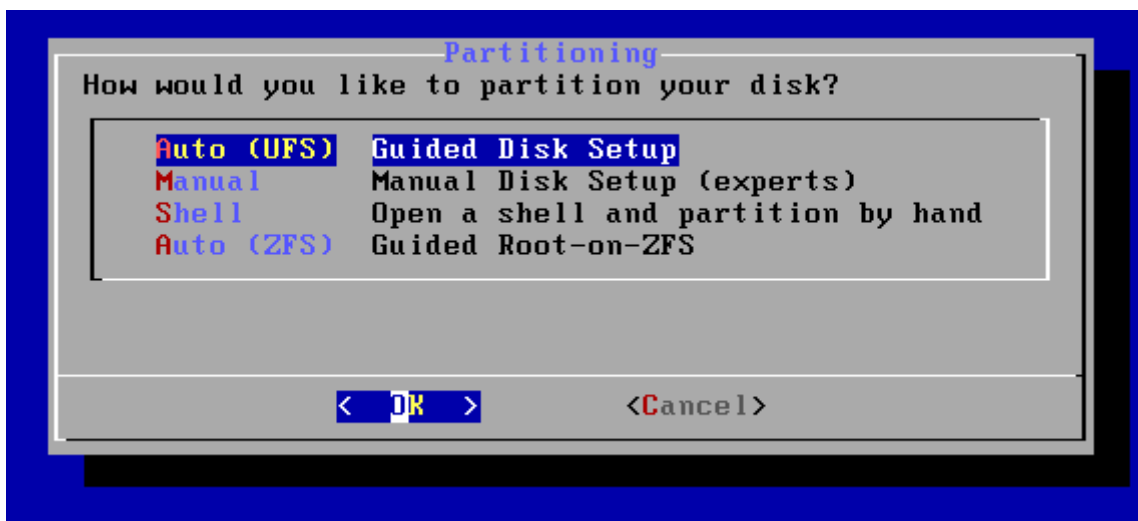 Partitioning
How would you like to partition your disk?
Auto (UFS) Guided Disk Setup
Manual Manual Disk Setup (experts)
Shell Open a shell and partition by hand
Auto (ZFS) Guided Root-on-ZFS
< OK > <Cancel>